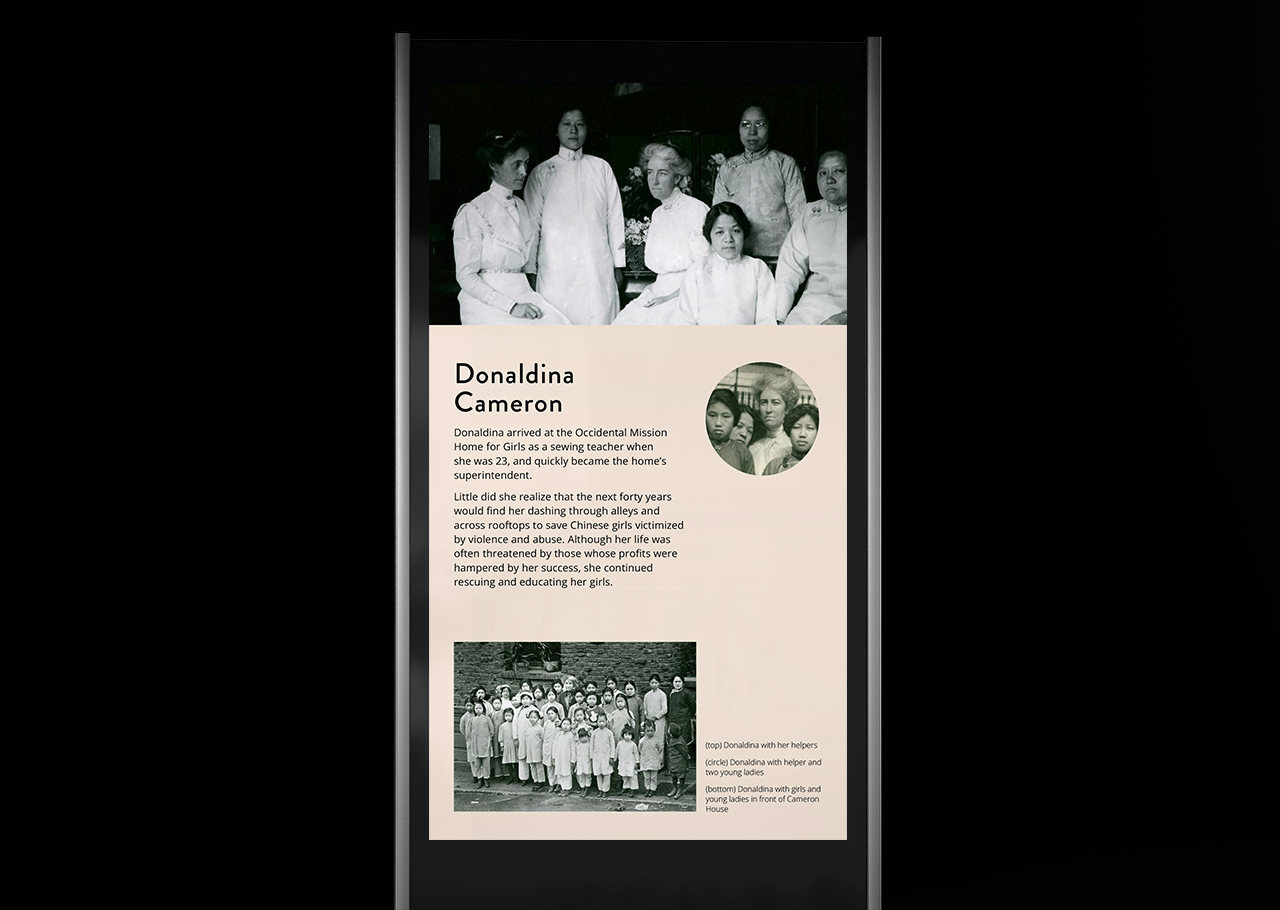 Donaldina
Cameron
Donaldina arrived at the Occidental Mission
Home for Girls as a sewing teacher when
she was 23, and quickly became the home’s
superintendent.
Little did she realize that the next forty years
would find her dashing through alleys and
across rooftops to save Chinese girls victimized
by violence and abuse. Although her life was
often threatened by those whose profits were
hampered by her success, she continued
rescuing and educating her girls.
(top) Donaldina with her helpers
(circle) Donaldina with helper and
two young ladies
(bottom) Donaldina with girls and
young ladies in front of Cameron
House